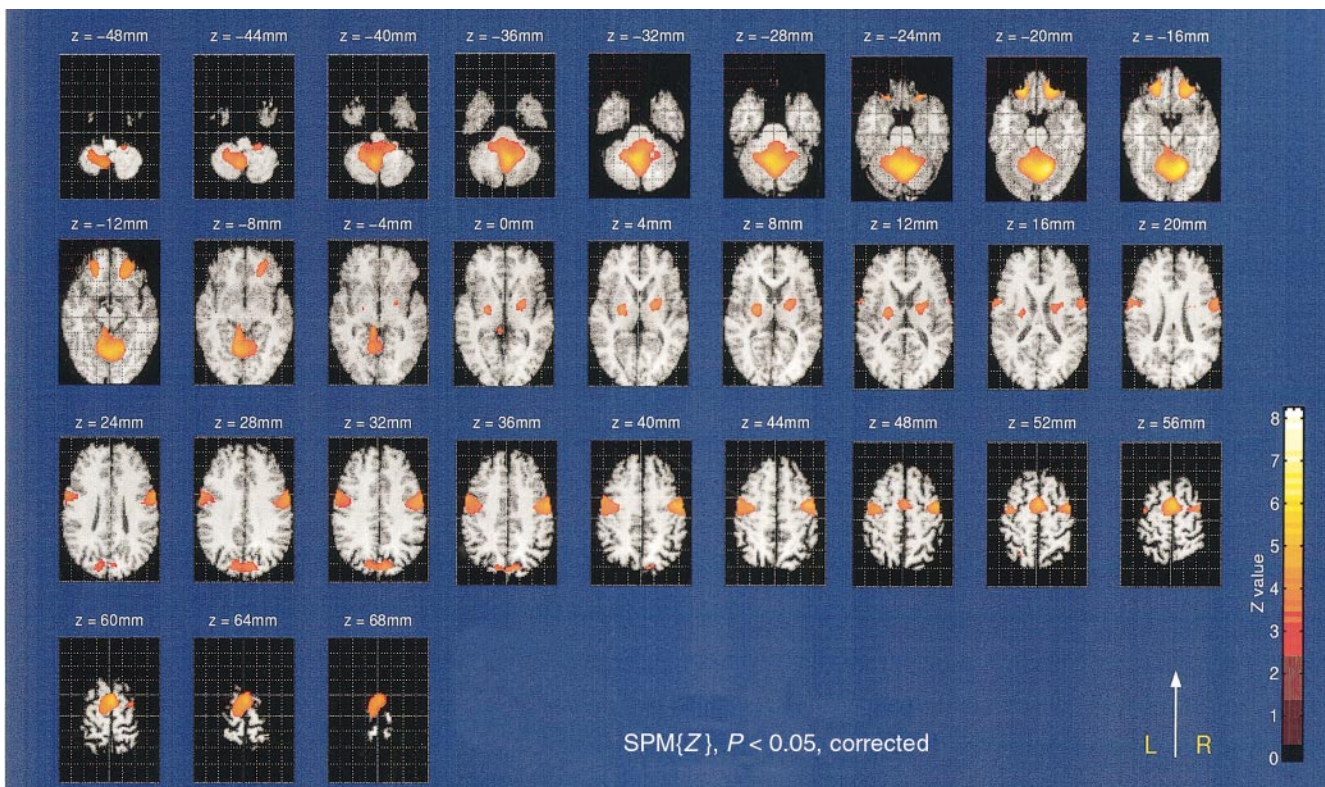 z = −48mm
z = −44mm
z = −40mm
z = −36mm
z = −32mm
z = −28mm
z = −24mm
z = −20mm
z = −16mm
z = −12mm
z = −8mm
z = −4mm
z = 0mm
z = 4mm
z = 8mm
z = 12mm
z = 16mm
z = 20mm
z = 24mm
z = 28mm
z = 32mm
z = 36mm
z = 40mm
z = 44mm
z = 48mm
z = 52mm
z = 56mm
z = 60mm
z = 64mm
z = 68mm
8
7
6
5
4
3
2
1
0
Z value
SPM{Z}, P < 0.05, corrected
L R